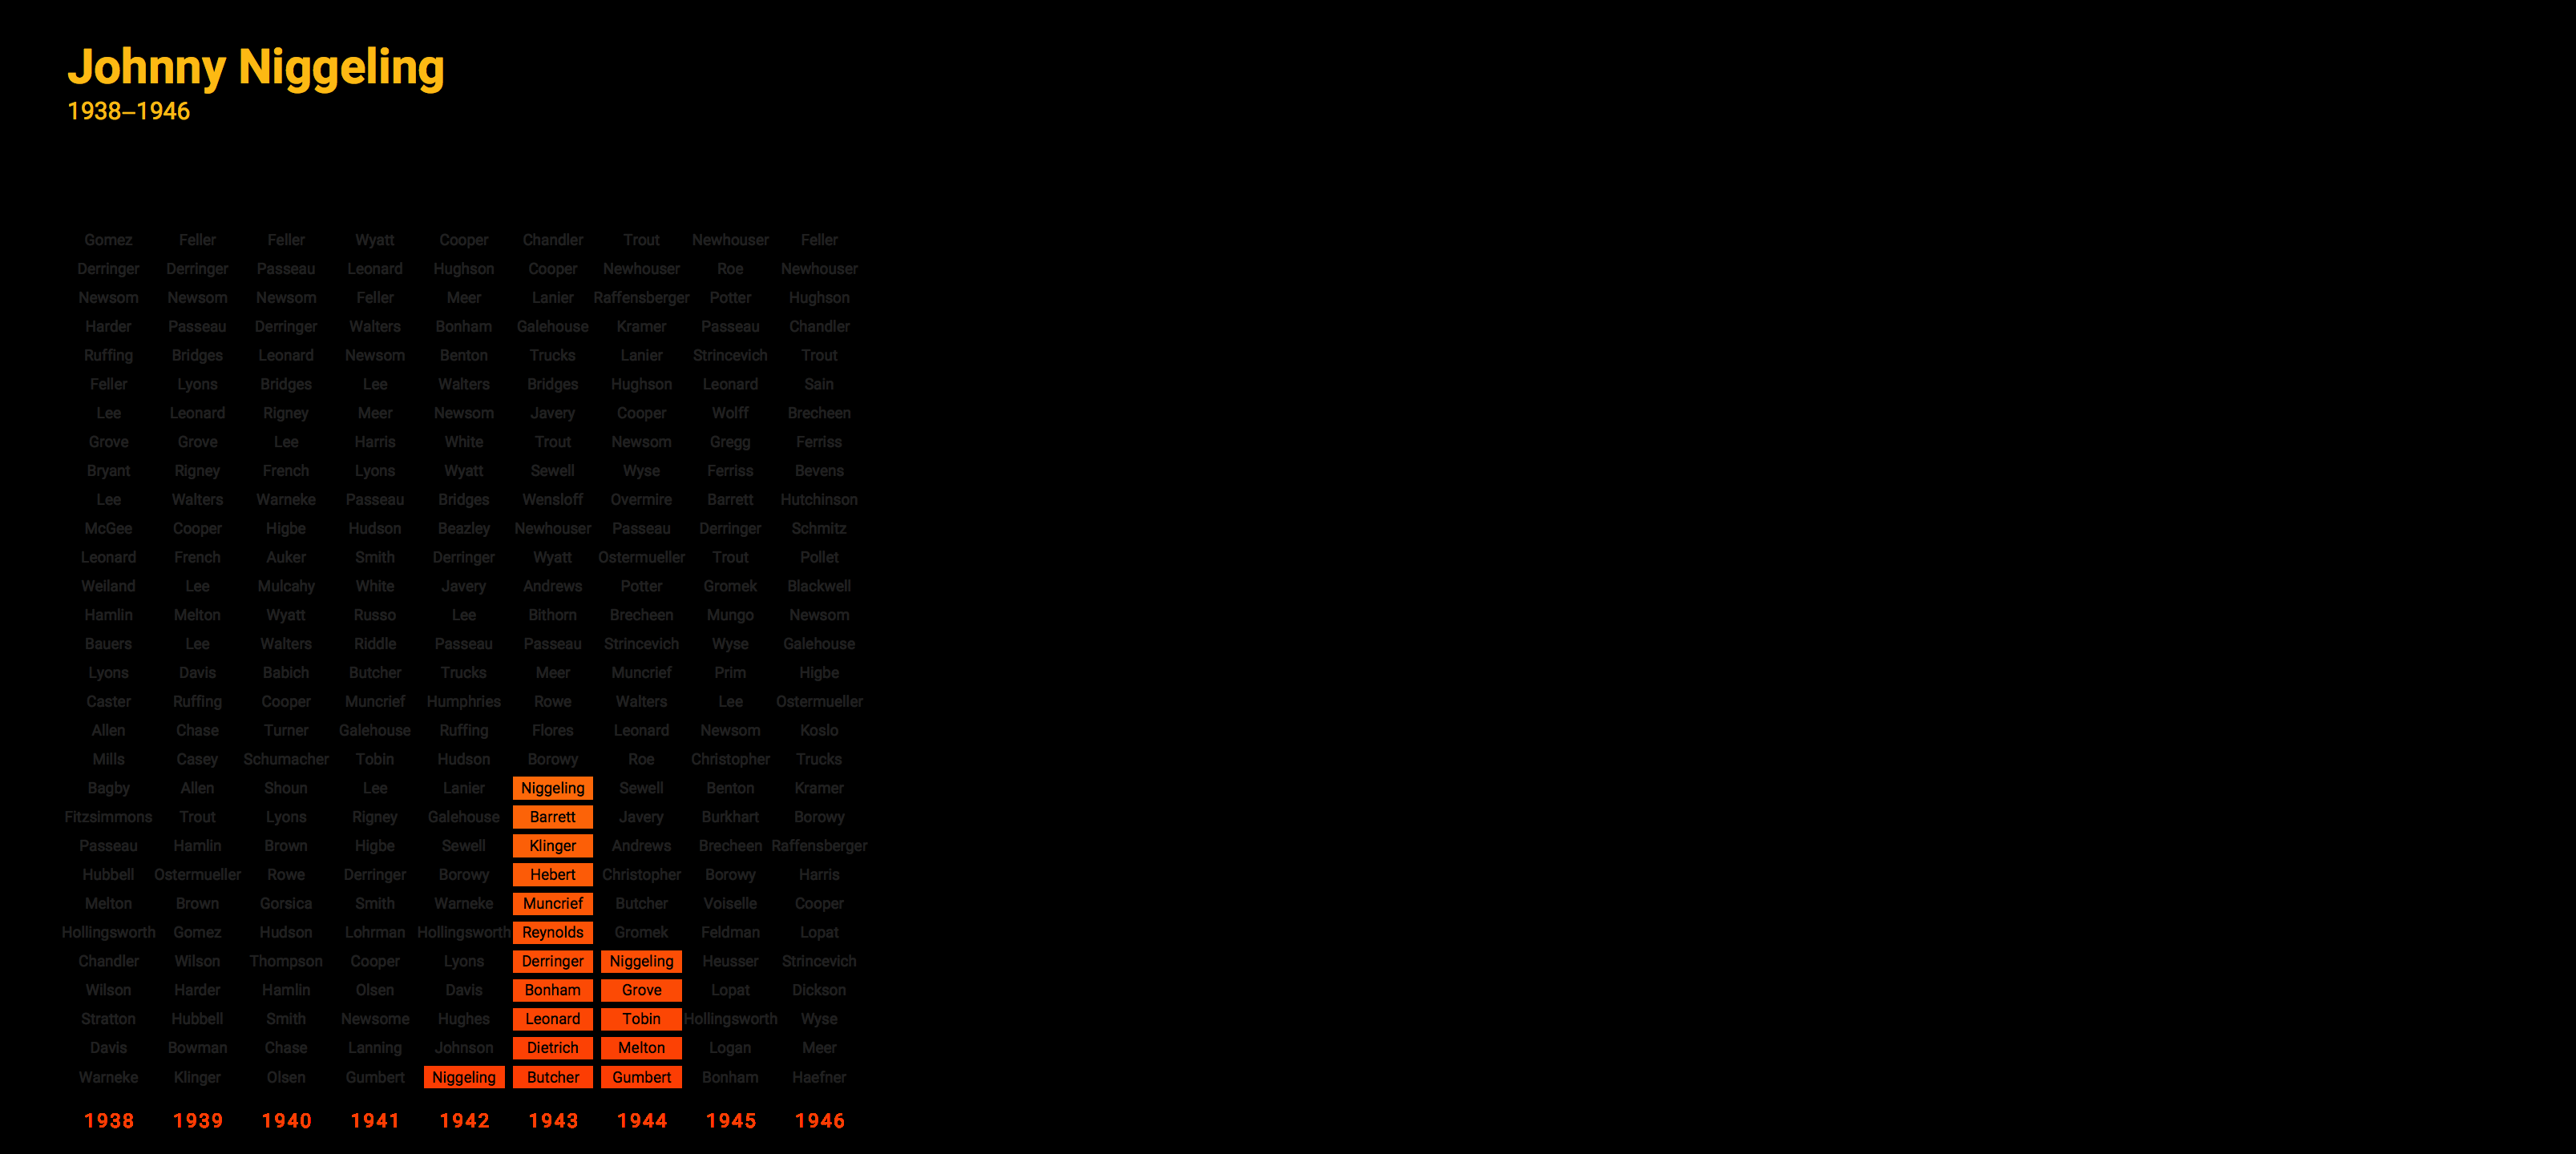 Johnny Niggeling
1938–1946
Gomez Feller Feller Wyatt Cooper Chandler Trout Newhouser Feller
Derringer Derringer Passeau Leonard Hughson Cooper Newhouser Roe Newhouser
Newsom Newsom Newsom Feller Meer Lanier Raffensberger Potter Hughson
Harder Passeau Derringer Walters Bonham Galehouse Kramer Passeau Chandler
Ruffing Bridges Leonard Newsom Benton Trucks Lanier Strincevich Trout
Feller Lyons Bridges Lee Walters Bridges Hughson Leonard Sain
Lee Leonard Rigney Meer Newsom Javery Cooper Wolff Brecheen
Grove Grove Lee Harris White Trout Newsom Gregg Ferriss
Bryant Rigney French Lyons Wyatt Sewell Wyse Ferriss Bevens
Lee Walters Warneke Passeau Bridges Wensloff Overmire Barrett Hutchinson
McGee Cooper Higbe Hudson Beazley Newhouser Passeau Derringer Schmitz
Leonard French Auker Smith Derringer Wyatt Ostermueller Trout Pollet
Weiland Lee Mulcahy White Javery Andrews Potter Gromek Blackwell
Hamlin Melton Wyatt Russo Lee Bithorn Brecheen Mungo Newsom
Bauers Lee Walters Riddle Passeau Passeau Strincevich Wyse Galehouse
Lyons Davis Babich Butcher Trucks Meer Muncrief Prim Higbe
Caster Ruffing Cooper Muncrief Humphries Rowe Walters Lee Ostermueller
Allen Chase Turner Galehouse Ruffing Flores Leonard Newsom Koslo
Mills Casey Schumacher Tobin Hudson Borowy Roe Christopher Trucks
Bagby Allen Shoun Lee Lanier Niggeling Sewell Benton Kramer
Fitzsimmons Trout Lyons Rigney Galehouse Barrett Javery Burkhart Borowy
Passeau Hamlin Brown Higbe Sewell Klinger Andrews Brecheen Raffensberger
Hubbell Ostermueller Rowe Derringer Borowy Hebert Christopher Borowy Harris
Melton Brown Gorsica Smith Warneke Muncrief Butcher Voiselle Cooper
Hollingsworth Gomez Hudson Lohrman Hollingsworth Reynolds Gromek Feldman Lopat
Chandler Wilson Thompson Cooper Lyons Derringer Niggeling Heusser Strincevich
Wilson Harder Hamlin Olsen Davis Bonham Grove Lopat Dickson
Stratton Hubbell Smith Newsome Hughes Leonard Tobin Hollingsworth Wyse
Davis Bowman Chase Lanning Johnson Dietrich Melton Logan Meer
Warneke Klinger Olsen Gumbert Niggeling Butcher Gumbert Bonham Haefner
1938 1939 1940 1941 1942 1943 1944 1945 1946